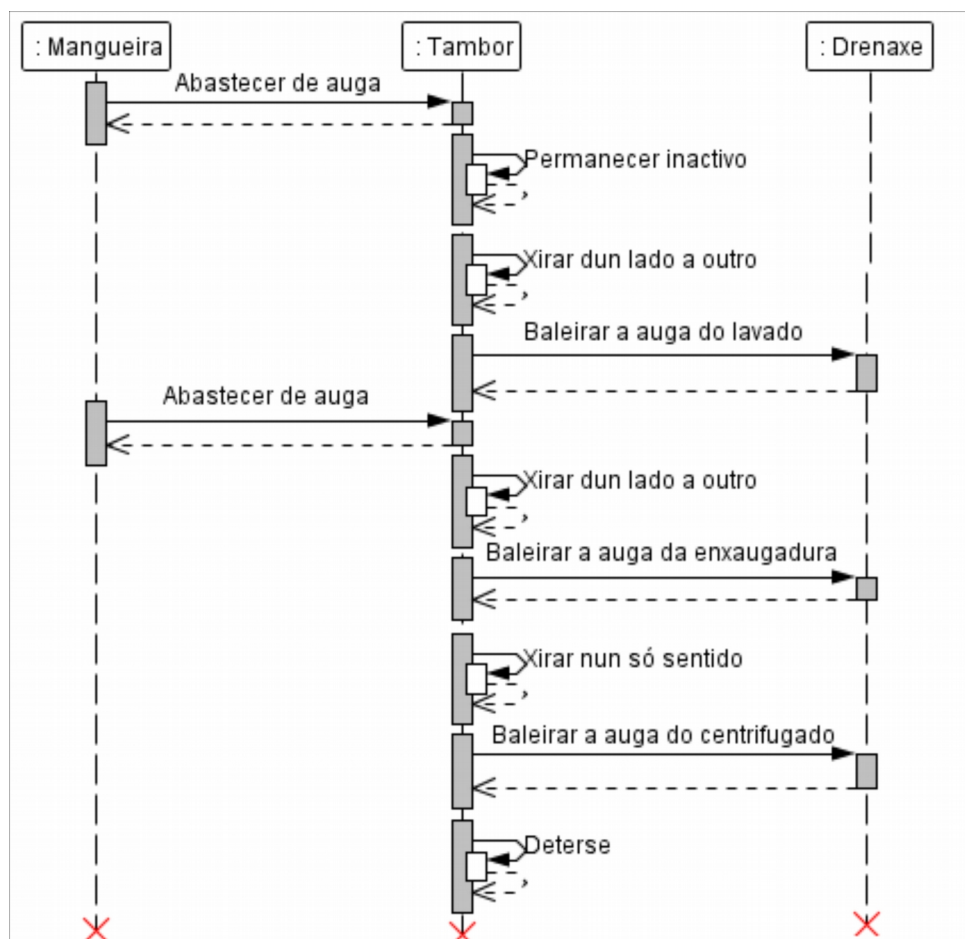 : Mangueira
: Tambor
: Drenaxe
Abastecer de auga
Permanecer inactivo
Xirar dun lado a outro
Baleirar a auga do lavado
Abastecer de auga
Xirar dun lado a outro
Baleirar a auga da enxaugadura
Xirar nun só sentido
Baleirar a auga do centrifugado
Deterse